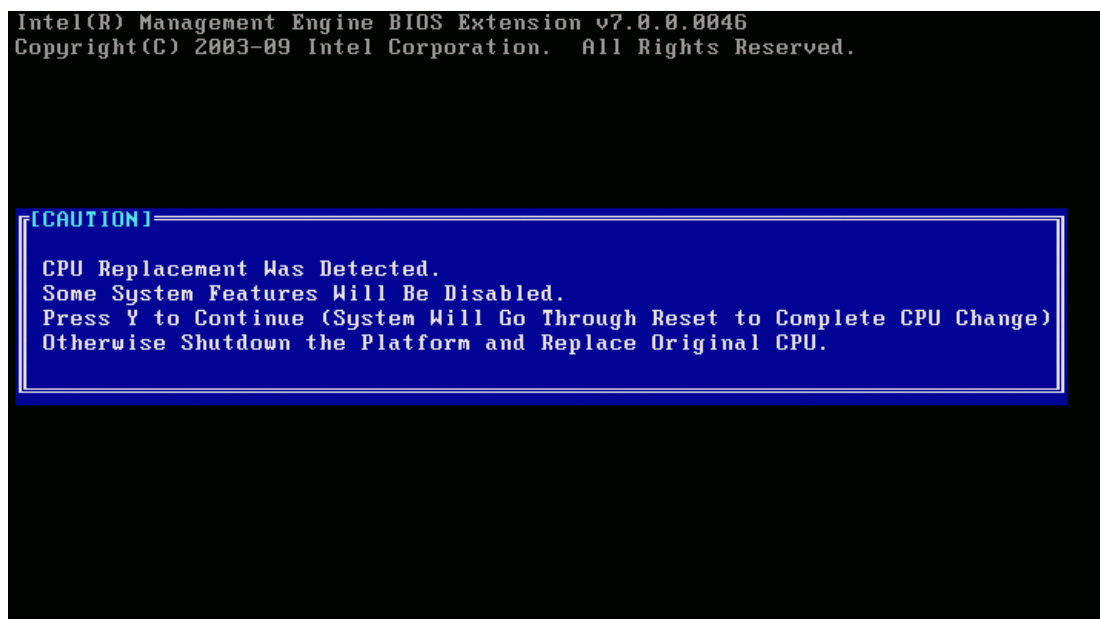 Intel(R) Management Engine BIOS Extension v7.0.0.0046
Copyright(C) 2003-09 Intel Corporation.  All Rights Reserved.
[CAUTION]
CPU Replacement Was Detected.
Some System Features Will Be Disabled.
Press Y to Continue (System Will Go Through Reset to Complete CPU Change)
Otherwise Shutdown the Platform and Replace Original CPU.